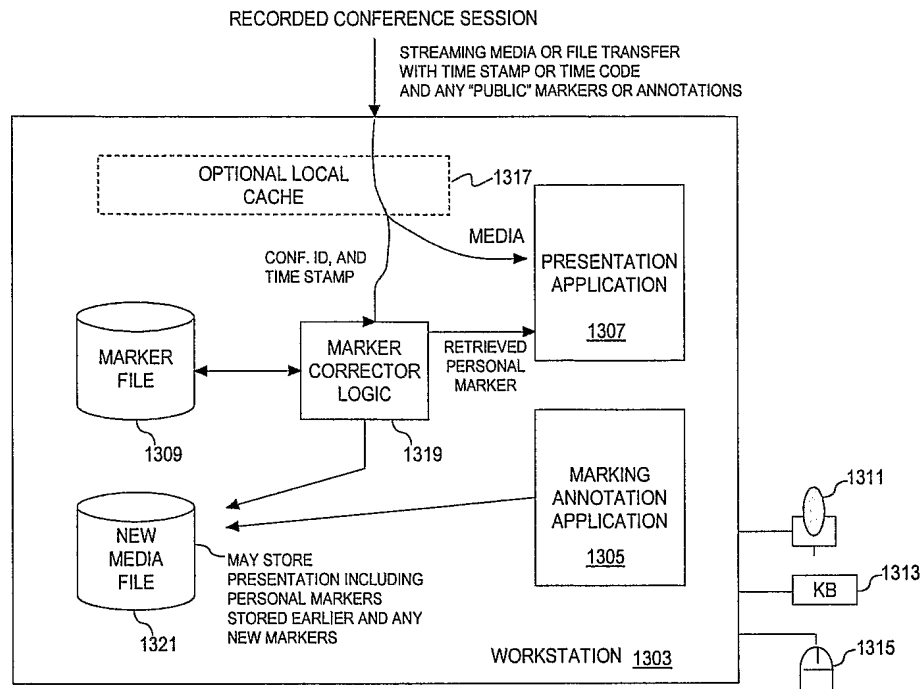 RECORDED CONFERENCE SESSION
STREAMING MEDIA OR FILE TRANSFER
WITH TIME STAMP OR TIME CODE
AND ANY "PUBLIC" MARKERS OR ANNOTATIONS
OPTIONAL LOCAL
CACHE
1317
MEDIA
CONF. ID, AND
TIME STAMP
PRESENTATION
APPLICATION
1307
MARKER
FILE
1309
MARKER
CORRECTOR
LOGIC
1319
RETRIEVED
PERSONAL
MARKER
MARKING
ANNOTATION
APPLICATION
1305
NEW
MEDIA
FILE
1321
MAY STORE
PRESENTATION INCLUDING
PERSONAL MARKERS
STORED EARLIER AND ANY
NEW MARKERS
WORKSTATION 1303
1311
KB
1313
1315